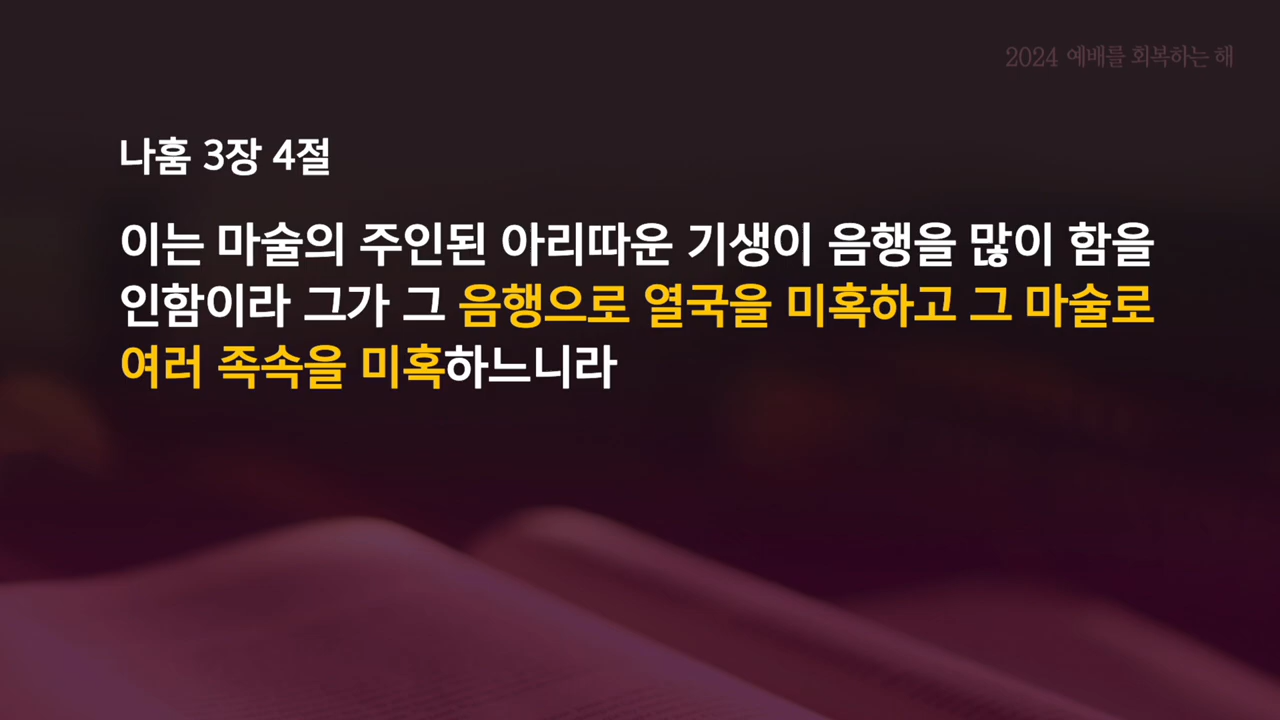 2024 예배를 회복하는 해
나훔 3장 4절
이는 마술의 주인된 아리따운 기생이 음행을 많이 함을
인함이라 그가 그 음행으로 열국을 미혹하고 그 마술로
여러 족속을 미혹하느니라